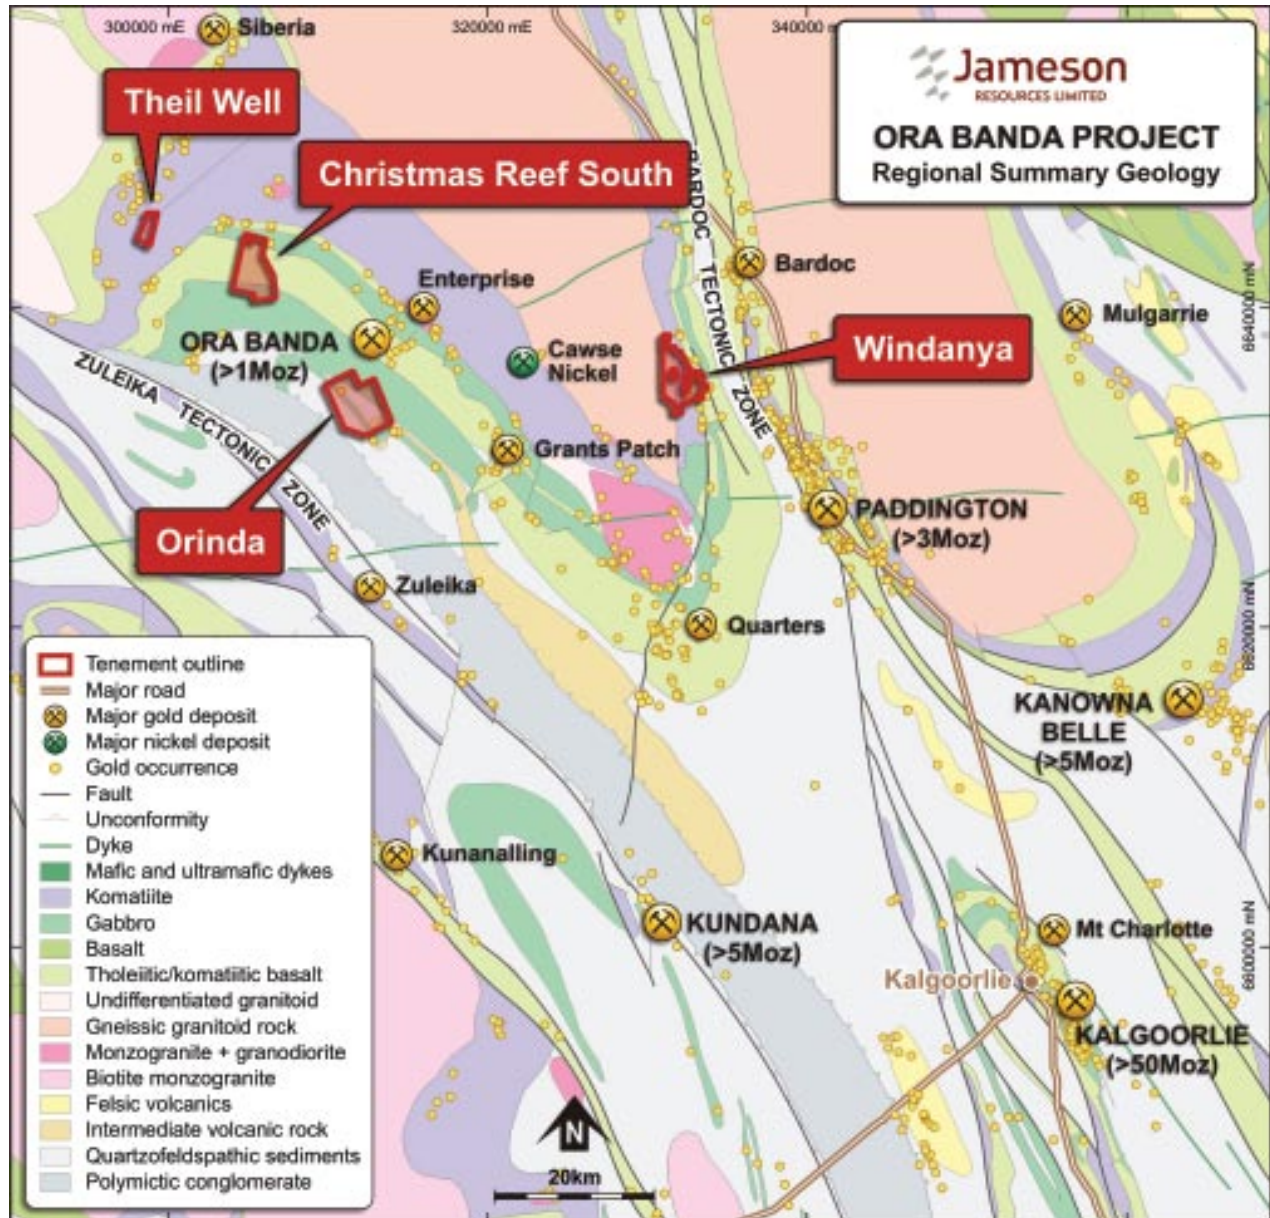 300000 mE
320000 mE
340000 m
Siberia
Jameson
RESOURCES LIMITED
ORA BANDA PROJECT
Regional Summary Geology
Theil Well
Christmas Reef South
BARDOC TECTONIC ZONE
Bardoc
Enterprise
Mulgarrie
6640000 mN
ORA BANDA
(>1Moz)
Cawse
Nickel
Windanya
ZULEIKA TECTONIC ZONE
Grants Patch
Orinda
PADDINGTON
(>3Moz)
Zuleika
Quarters
6620000 mN
KANOWNA
BELLE
(>5Moz)
Tenement outline
Major road
Major gold deposit
Major nickel deposit
Gold occurrence
Fault
Unconformity
Dyke
Mafic and ultramafic dykes
Komatiite
Gabbro
Basalt
Tholeiitic/komatiitic basalt
Undifferentiated granitoid
Gneissic granitoid rock
Monzogranite + granodiorite
Biotite monzogranite
Felsic volcanics
Intermediate volcanic rock
Quartzofeldspathic sediments
Polymictic conglomerate
Kunanalling
KUNDANA
(>5Moz)
Mt Charlotte
6600000 mN
Kalgoorlie
KALGOORLIE
(>50Moz)
N
20km